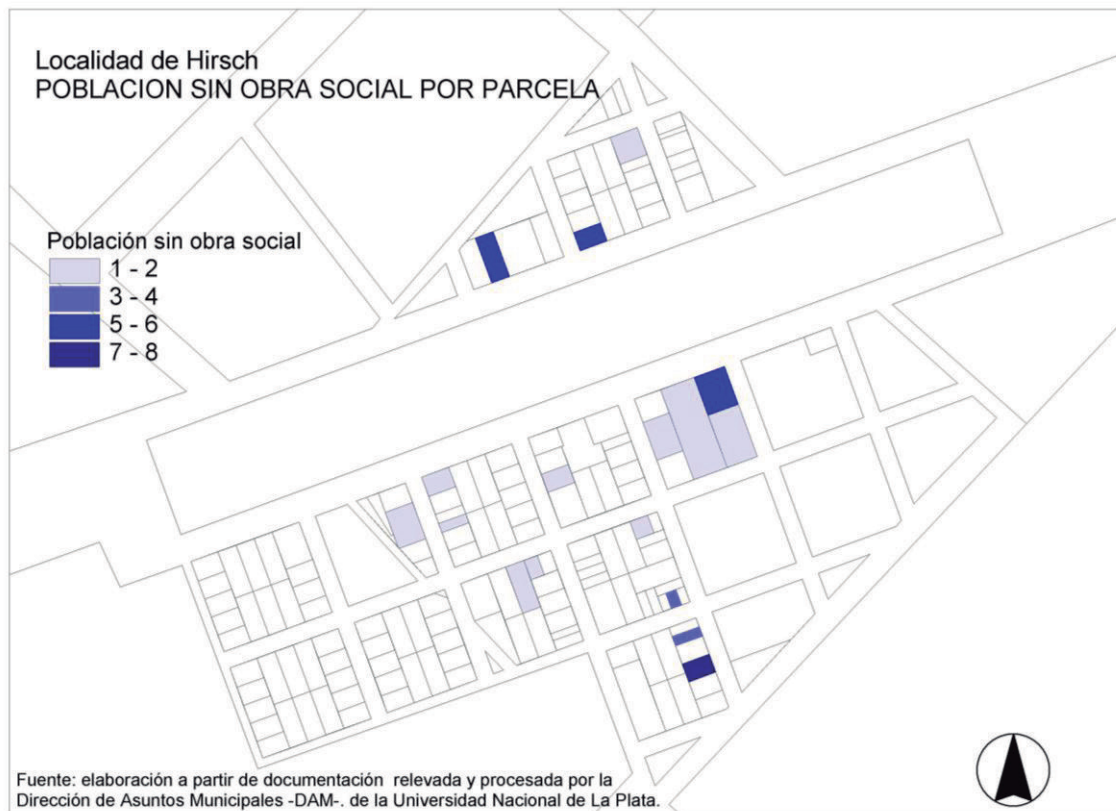 Localidad de Hirsch
POBLACION SIN OBRA SOCIAL POR PARCELA
Población sin obra social
1 - 2
3 - 4
5 - 6
7 - 8
Fuente: elaboración a partir de documentación relevada y procesada por la
Dirección de Asuntos Municipales -DAM-. de la Universidad Nacional de La Plata.